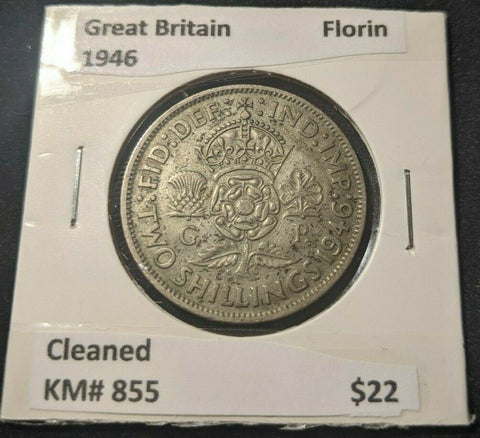 Great Britain Florin
1946
FID: DEF: IND: IMP. 1946
TWO SHILLINGS
G R
Cleaned
KM# 855 $22